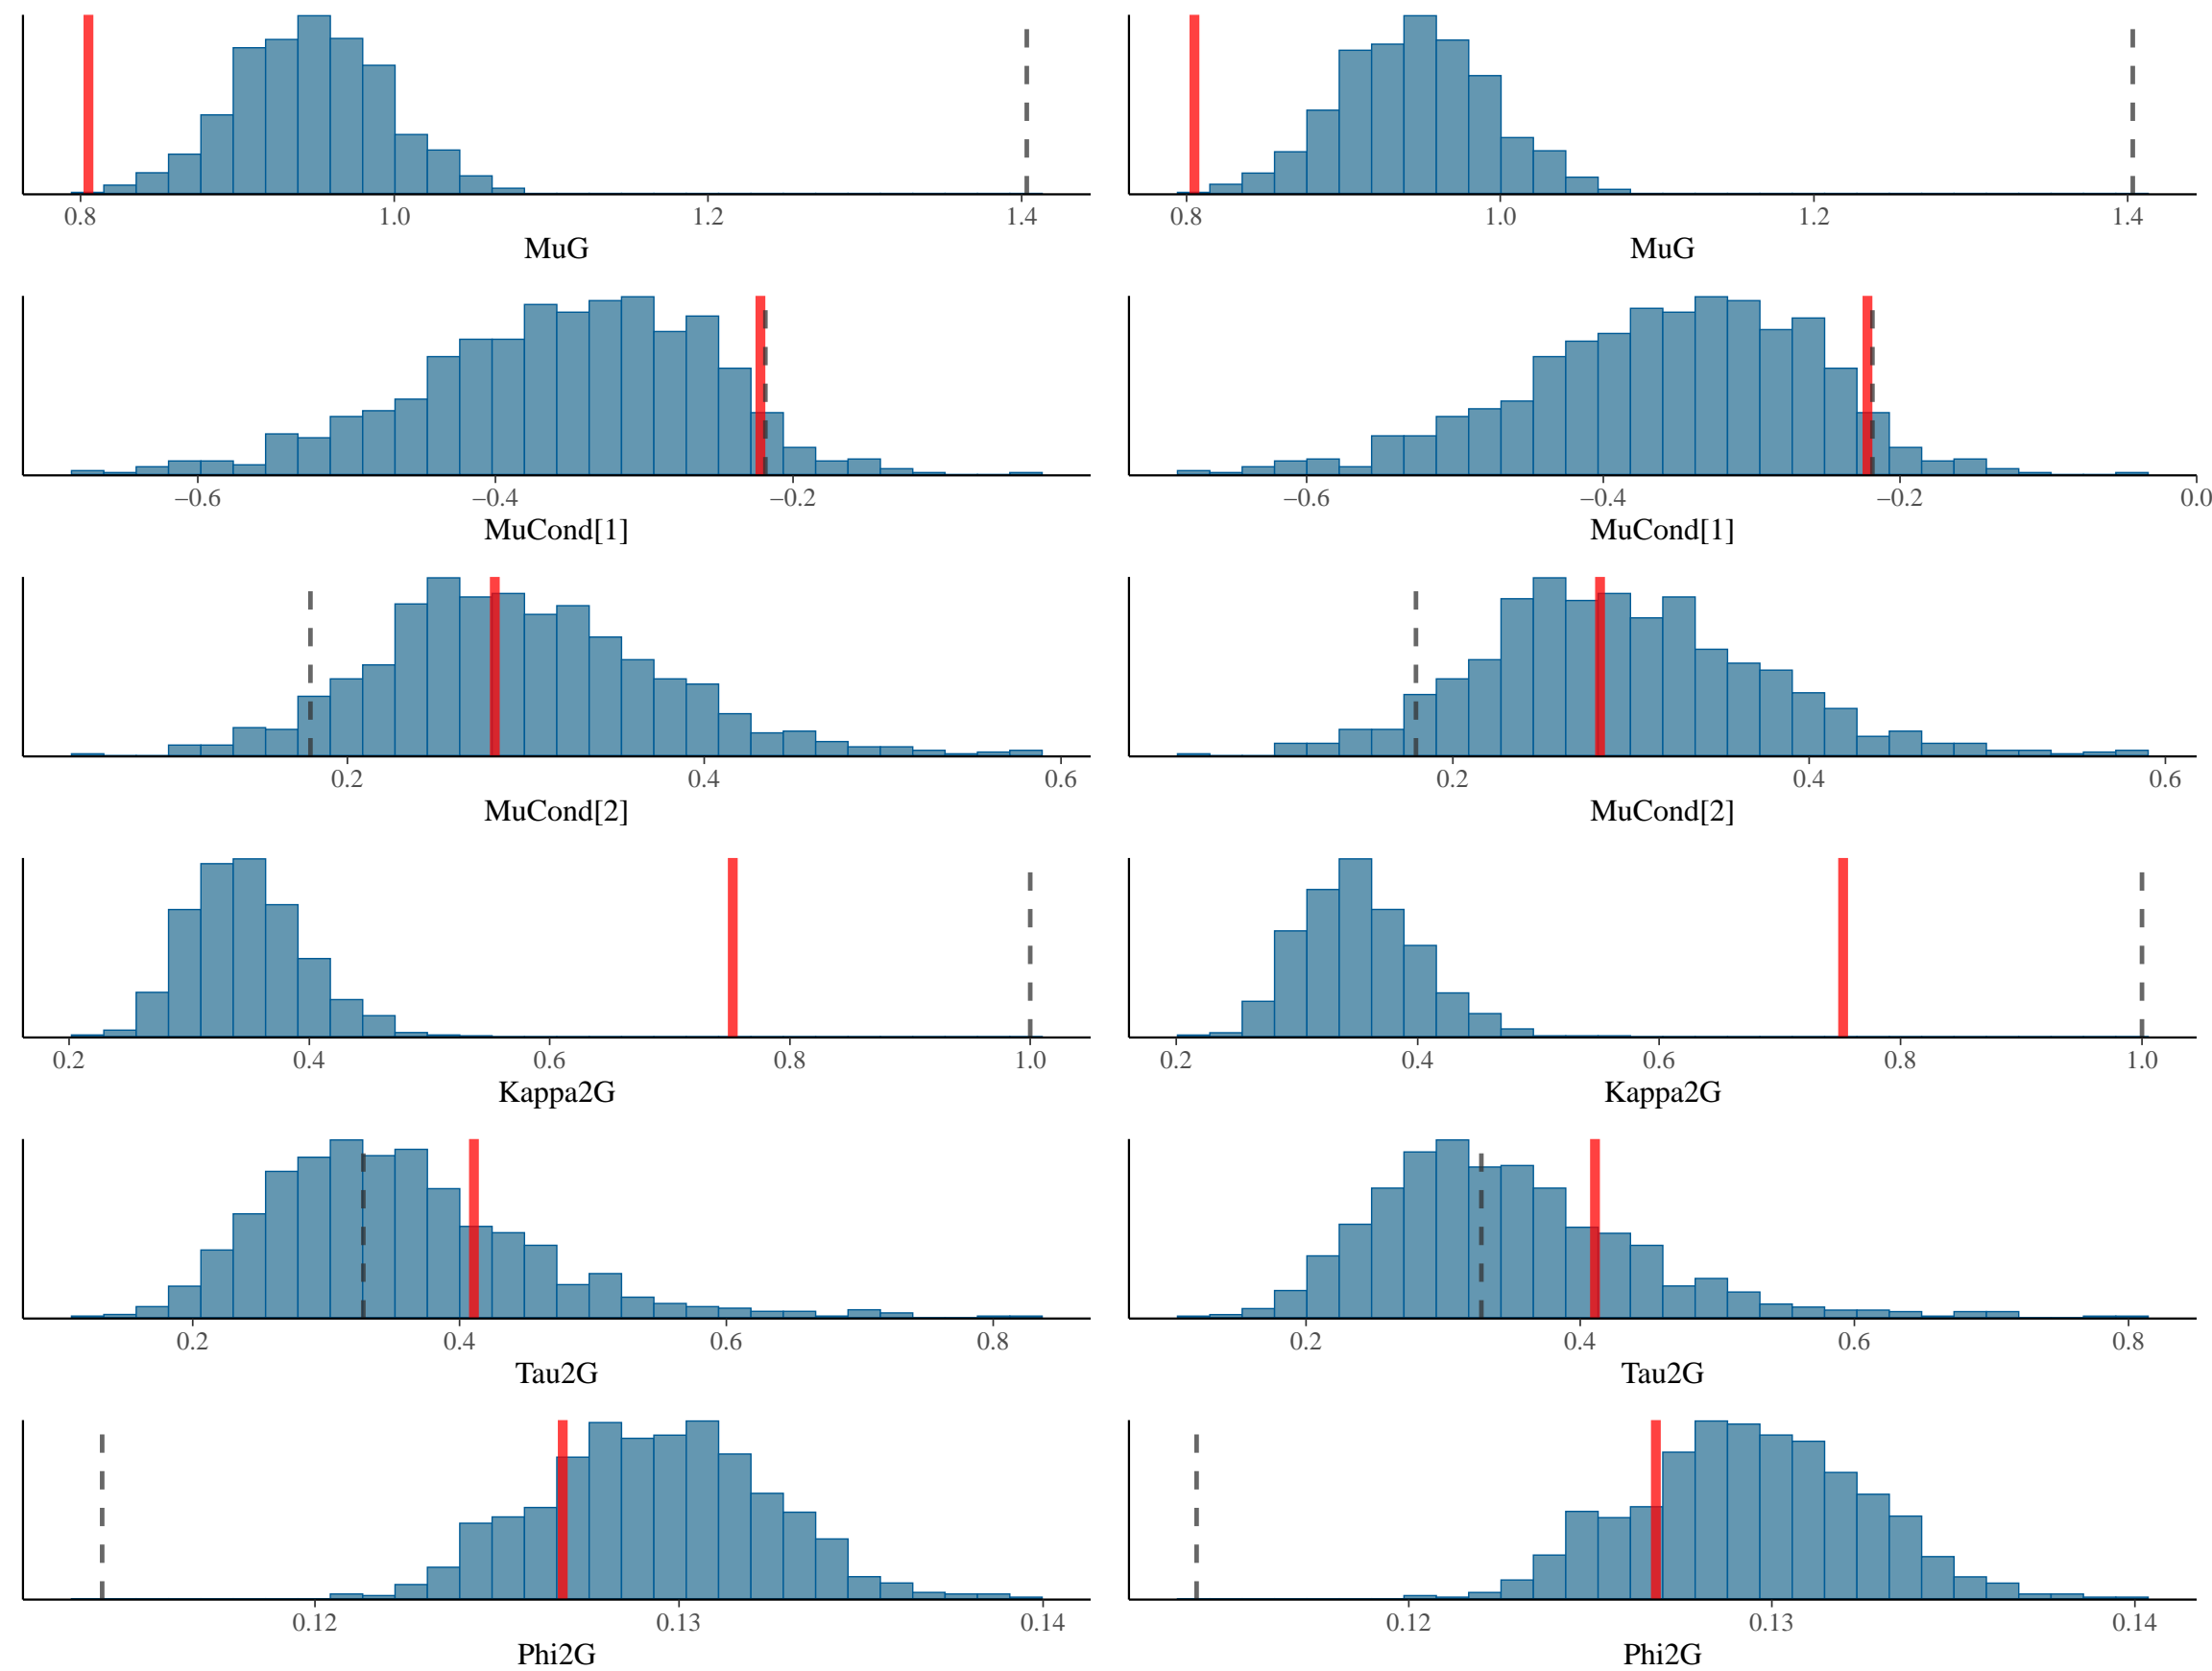 0.8 1.0 1.2 1.4 0.8 1.0 1.2 1.4
MuG MuG
−0.6 −0.4 −0.2 −0.6 −0.4 −0.2 0.0
MuCond[1] MuCond[1]
0.2 0.4 0.6 0.2 0.4 0.6
MuCond[2] MuCond[2]
0.2 0.4 0.6 0.8 1.0 0.2 0.4 0.6 0.8 1.0
Kappa2G Kappa2G
0.2 0.4 0.6 0.8 0.2 0.4 0.6 0.8
Tau2G Tau2G
0.12 0.13 0.14 0.12 0.13 0.14
Phi2G Phi2G